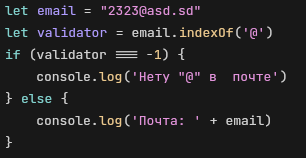 let email = "2323@asd.sd"
let validator = email.indexOf('@')
if (validator === -1) {
    console.log('Нету "@" в  почте')
} else {
    console.log('Почта: ' + email)
}